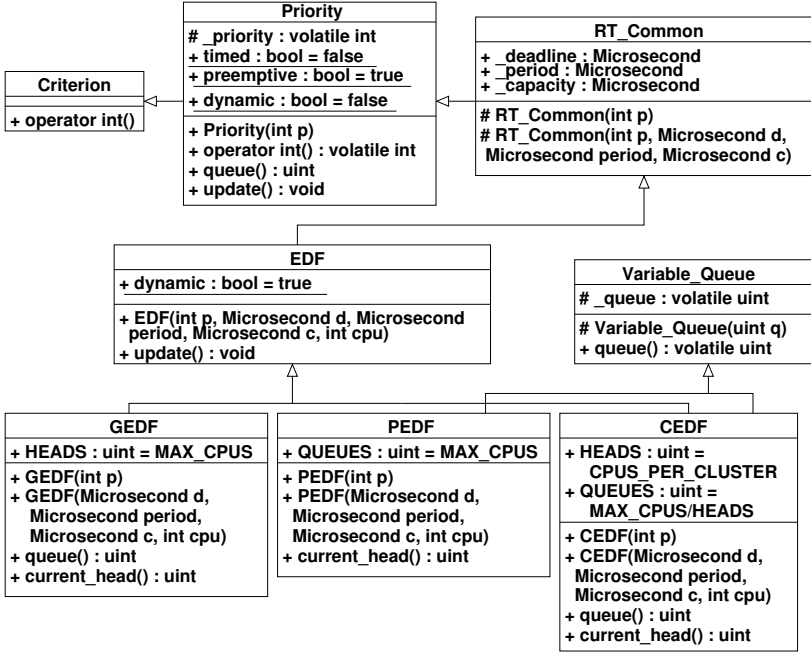 Priority
# _priority : volatile int
+ timed : bool = false
+ preemptive : bool = true
+ dynamic : bool = false
+ Priority(int p)
+ operator int() : volatile int
+ queue() : uint
+ update() : void
Criterion
+ operator int()
RT_Common
+ _deadline : Microsecond
+ _period : Microsecond
+ _capacity : Microsecond
# RT_Common(int p)
# RT_Common(int p, Microsecond d,
Microsecond period, Microsecond c)
EDF
+ dynamic : bool = true
+ EDF(int p, Microsecond d, Microsecond
period, Microsecond c, int cpu)
+ update() : void
Variable_Queue
# _queue : volatile uint
# Variable_Queue(uint q)
+ queue() : volatile uint
GEDF
+ HEADS : uint = MAX_CPUS
+ GEDF(int p)
+ GEDF(Microsecond d,
Microsecond period,
Microsecond c, int cpu)
+ queue() : uint
+ current_head() : uint
PEDF
+ QUEUES : uint = MAX_CPUS
+ PEDF(int p)
+ PEDF(Microsecond d,
Microsecond period,
Microsecond c, int cpu)
+ current_head() : uint
CEDF
+ HEADS : uint =
CPUS_PER_CLUSTER
+ QUEUES : uint =
MAX_CPUS/HEADS
+ CEDF(int p)
+ CEDF(Microsecond d,
Microsecond period,
Microsecond c, int cpu)
+ queue() : uint
+ current_head() : uint